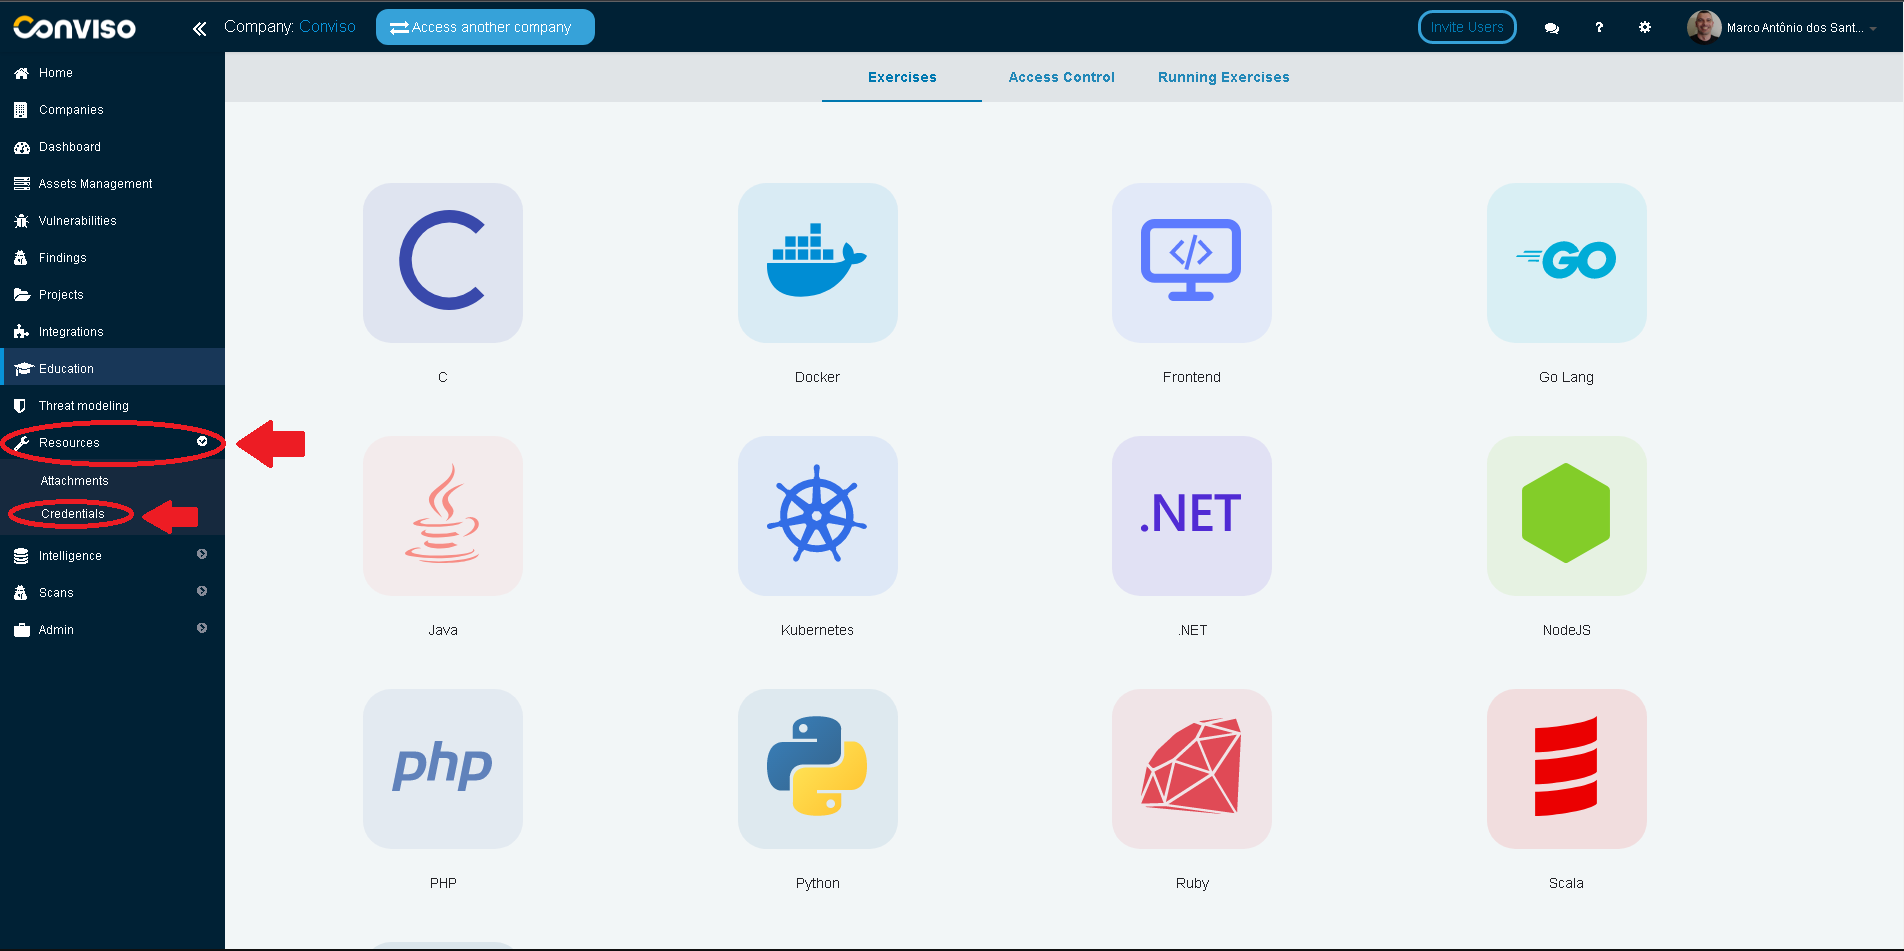 Conviso
Company: Conviso
Access another company
Invite Users
?
Marco Antônio dos Sant...
Home
Companies
Dashboard
Assets Management
Vulnerabilities
Findings
Projects
Integrations
Education
Threat modeling
Resources
Attachments
Credentials
Intelligence
Scans
Admin
Exercises
Access Control
Running Exercises
C
</>
GO
C
Docker
Frontend
Go Lang
.NET
Java
Kubernetes
.NET
NodeJS
php
PHP
Python
Ruby
Scala